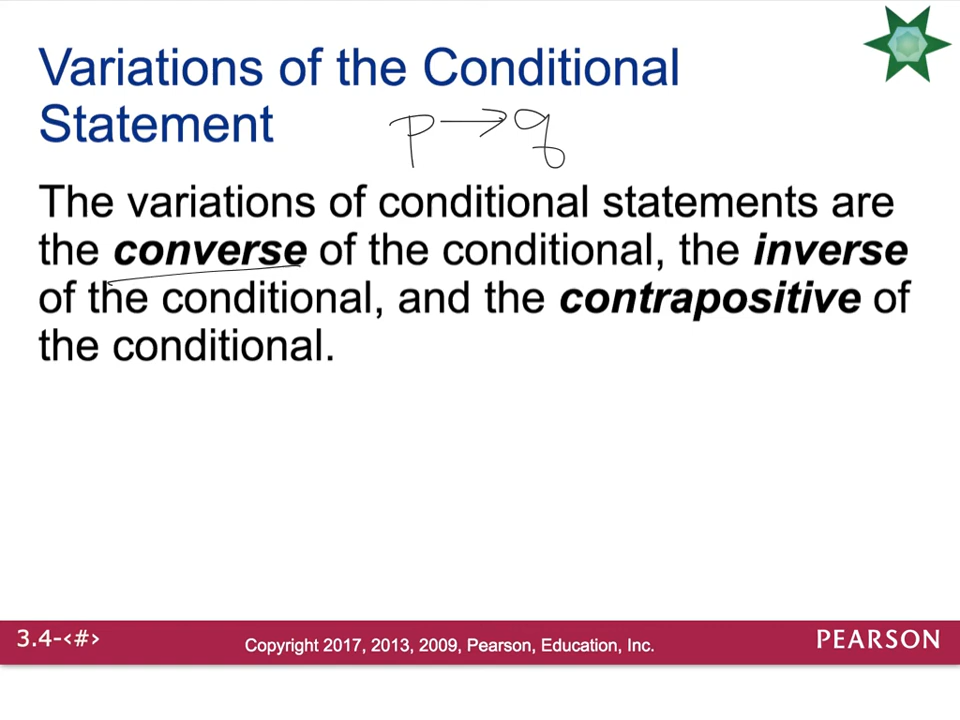 Variations of the Conditional
Statement
p → q
The variations of conditional statements are
the converse of the conditional, the inverse
of the conditional, and the contrapositive of
the conditional.
3.4-<#>
Copyright 2017, 2013, 2009, Pearson, Education, Inc.
PEARSON